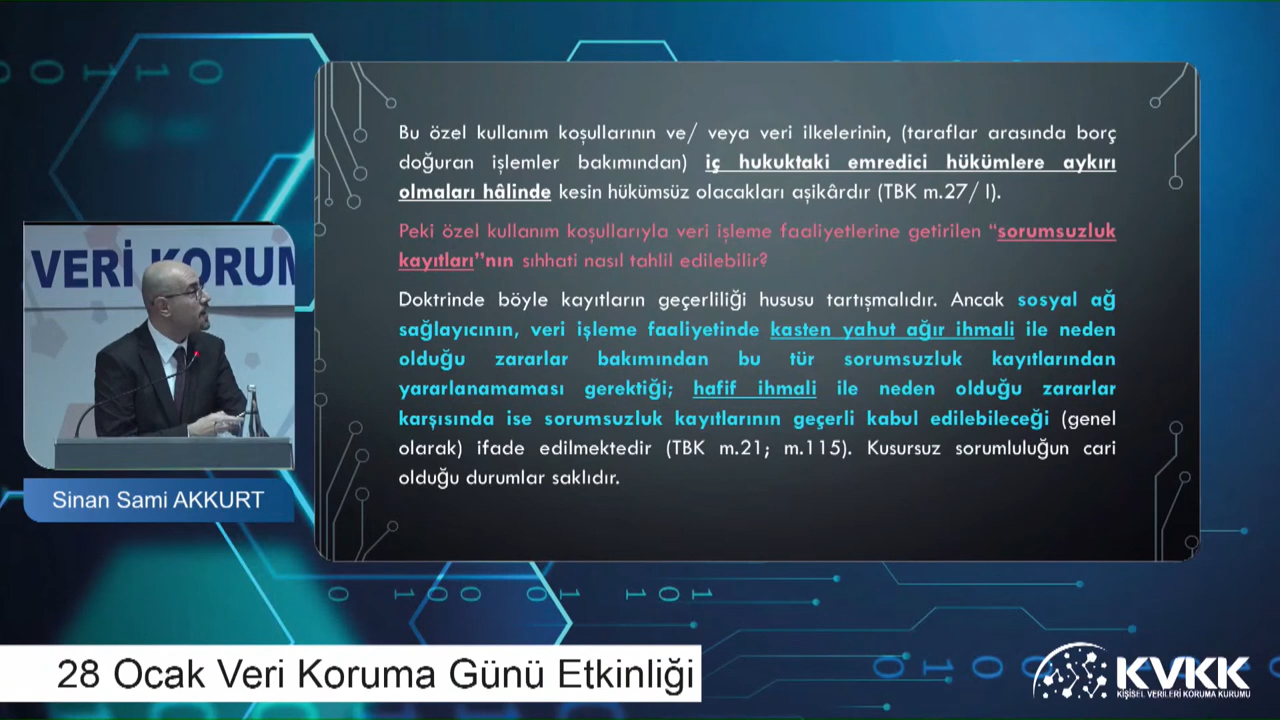 Bu özel kullanım koşullarının ve/ veya veri ilkelerinin, (taraflar arasında borç
doğuran işlemler bakımından) iç hukuktaki emredici hükümlere aykırı
olmaları hâlinde kesin hükümsüz olacakları aşikârdır (TBK m.27/ I).
Peki özel kullanım koşullarıyla veri işleme faaliyetlerine getirilen “sorumsuzluk
kayıtları”nın sıhhati nasıl tahlil edilebilir?
Doktrinde böyle kayıtların geçerliliği hususu tartışmalıdır. Ancak sosyal ağ
sağlayıcının, veri işleme faaliyetinde kasten yahut ağır ihmali ile neden
olduğu zararlar bakımından bu tür sorumsuzluk kayıtlarından
yararlanamaması gerektiği; hafif ihmali ile neden olduğu zararlar
karşısında ise sorumsuzluk kayıtlarının geçerli kabul edilebileceği (genel
olarak) ifade edilmektedir (TBK m.21; m.115). Kusursuz sorumluluğun cari
olduğu durumlar saklıdır.
VERİ KORUM
Sinan Sami AKKURT
28 Ocak Veri Koruma Günü Etkinliği
KVKK
KİŞİSEL VERİLERİ KORUMA KURUMU